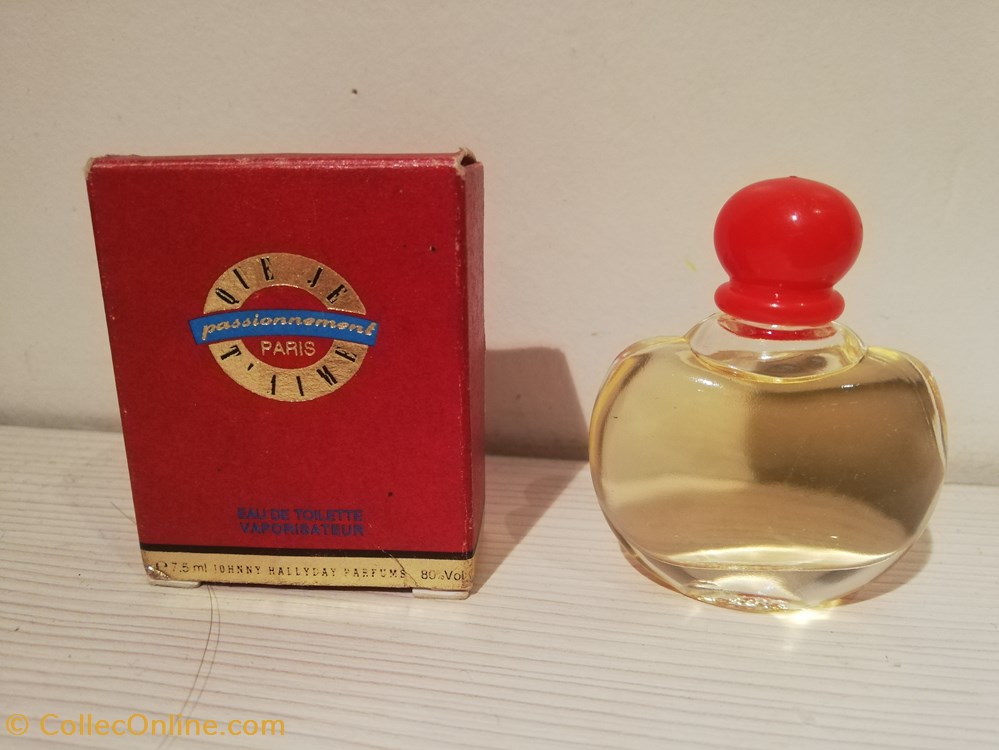 QUE JE
passionnement
PARIS
T'AIME
EAU DE TOILETTE
VAPORISATEUR
7.5 ml JOHNNY HALLYDAY PARFUMS 80%Vol
© CollecOnline.com